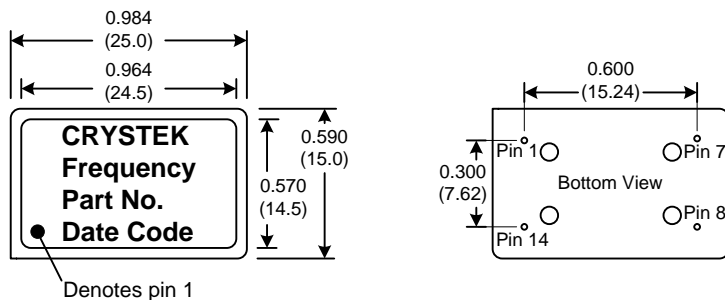 0.984
(25.0)
0.964
(24.5)
CRYSTEK
Frequency
Part No.
Date Code
0.590
(15.0)
0.570
(14.5)
Denotes pin 1
0.600
(15.24)
0.300
(7.62)
Pin 1
Pin 7
Bottom View
Pin 14
Pin 8